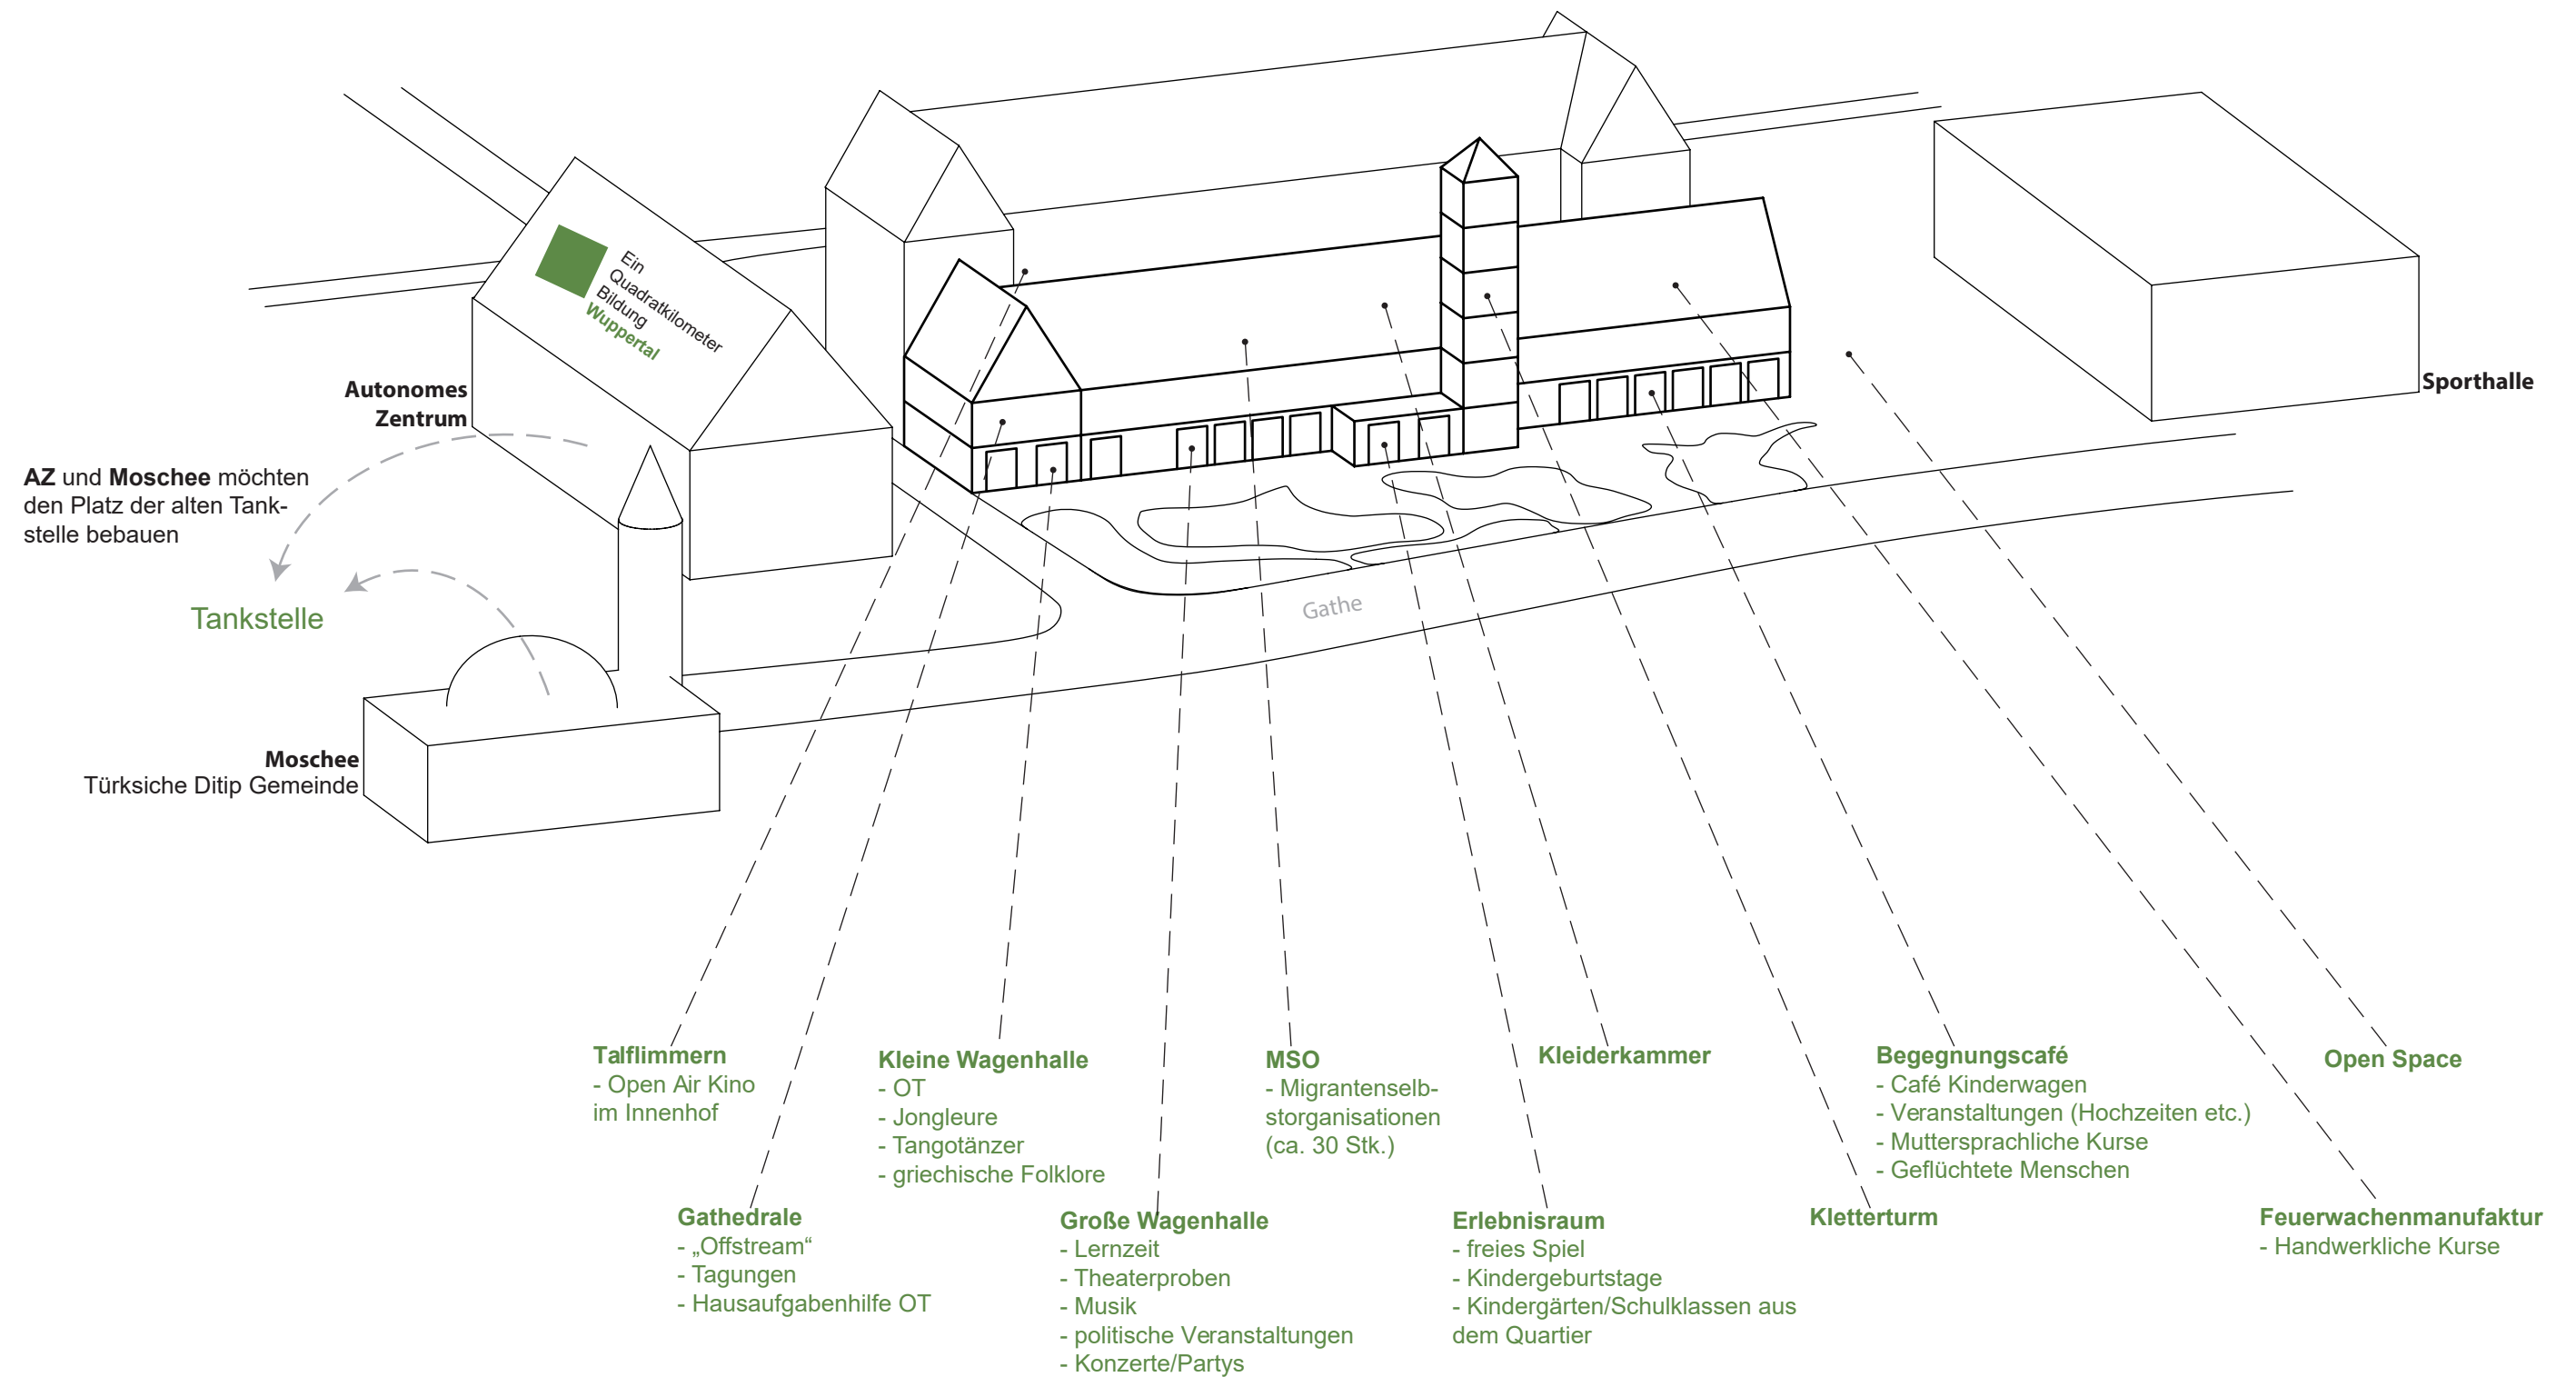 Ein
Quadratkilometer
Bildung
Wuppertal
Autonomes
Zentrum
Sporthalle
AZ und Moschee möchten
den Platz der alten Tank-
stelle bebauen
Tankstelle
Gathe
Moschee
Türksiche Ditip Gemeinde
Talflimmern
- Open Air Kino
im Innenhof
Kleine Wagenhalle
- OT
- Jongleure
- Tangotänzer
- griechische Folklore
MSO
- Migrantenselb-
storganisationen
(ca. 30 Stk.)
Kleiderkammer
Begegnungscafé
- Café Kinderwagen
- Veranstaltungen (Hochzeiten etc.)
- Muttersprachliche Kurse
- Geflüchtete Menschen
Open Space
Gathedrale
- „Offstream“
- Tagungen
- Hausaufgabenhilfe OT
Große Wagenhalle
- Lernzeit
- Theaterproben
- Musik
- politische Veranstaltungen
- Konzerte/Partys
Erlebnisraum
- freies Spiel
- Kindergeburtstage
- Kindergärten/Schulklassen aus
dem Quartier
Kletterturm
Feuerwachenmanufaktur
- Handwerkliche Kurse